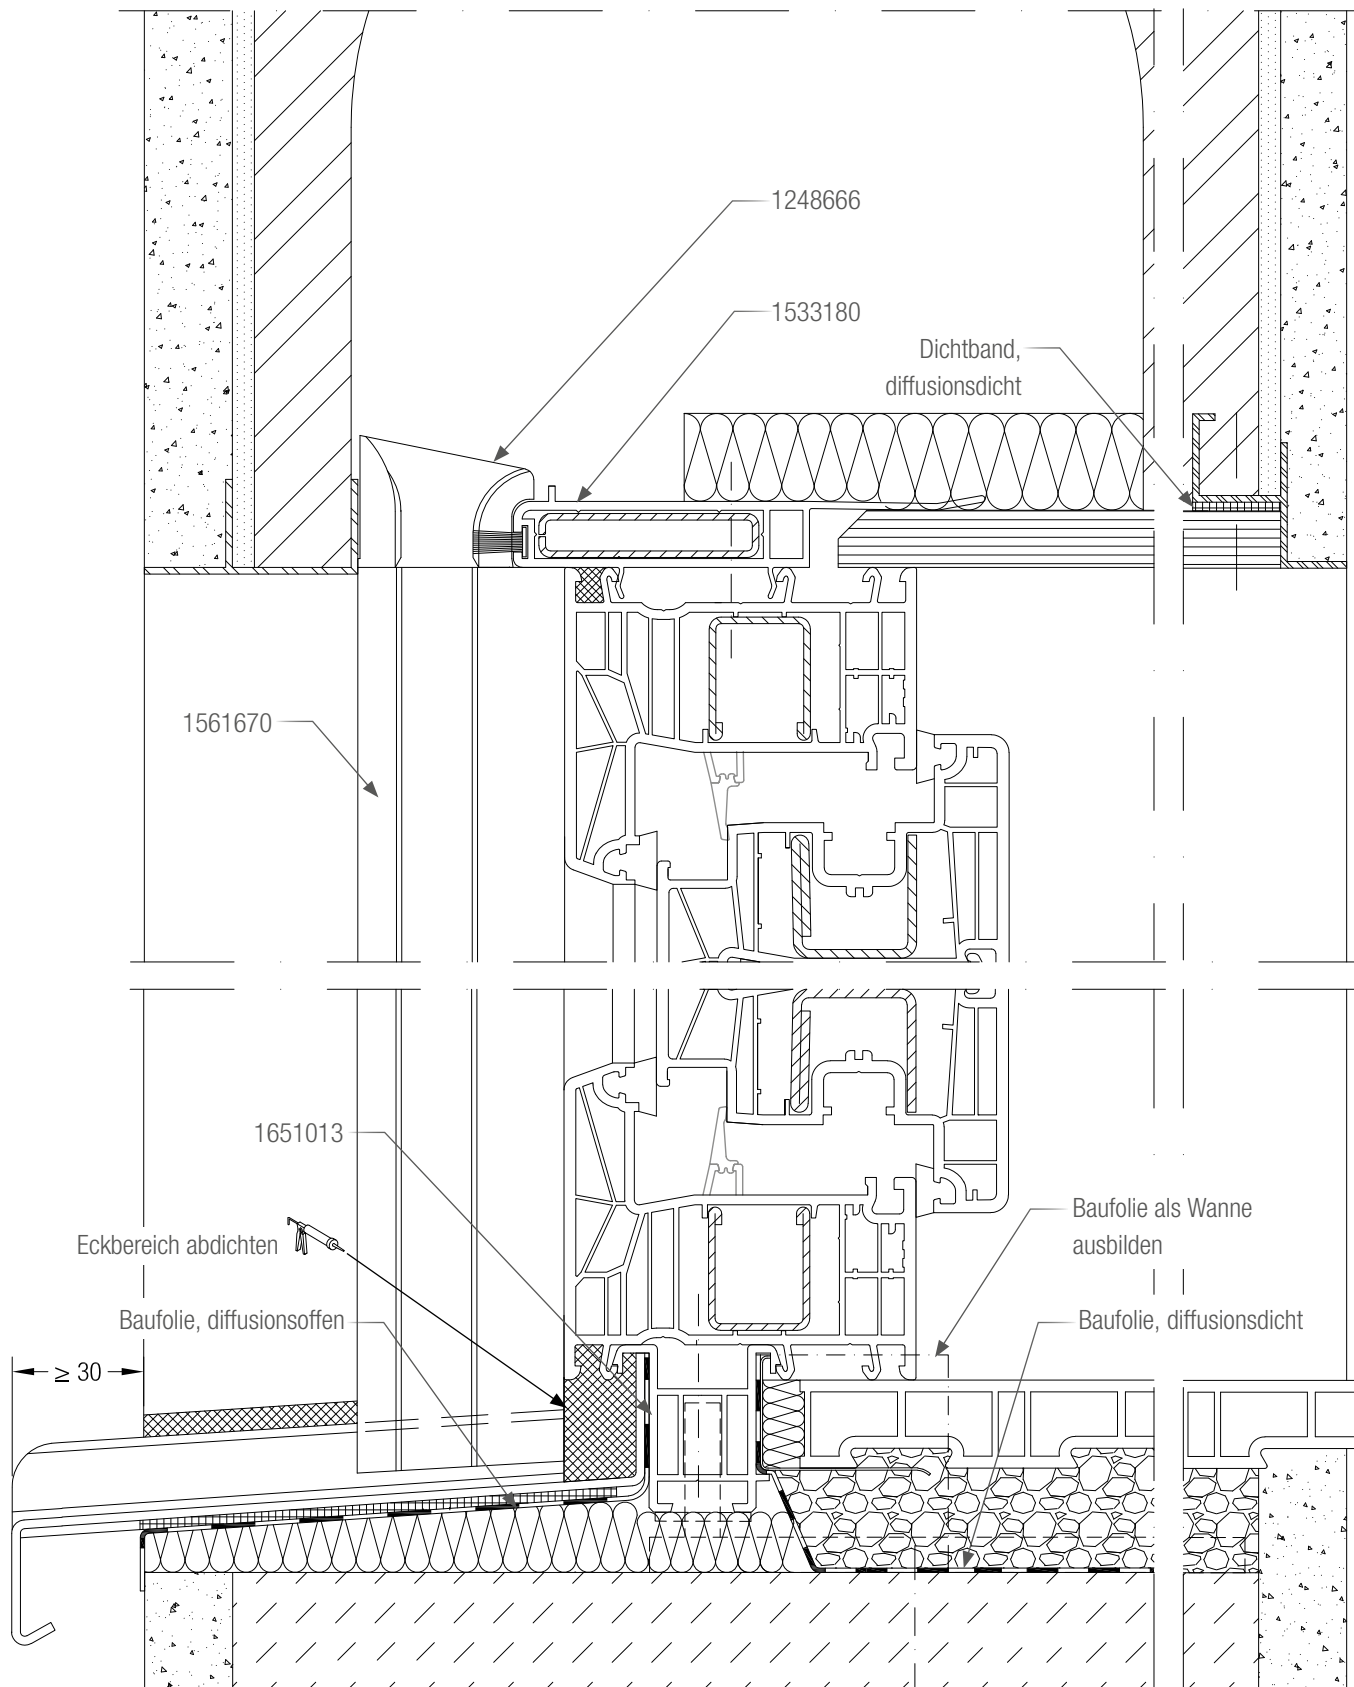 1248666
1533180
Dichtband,
diffusionsdicht
1561670
1651013
Eckbereich abdichten
Baufolie als Wanne
ausbilden
Baufolie, diffusionsoffen
Baufolie, diffusionsdicht
≥ 30